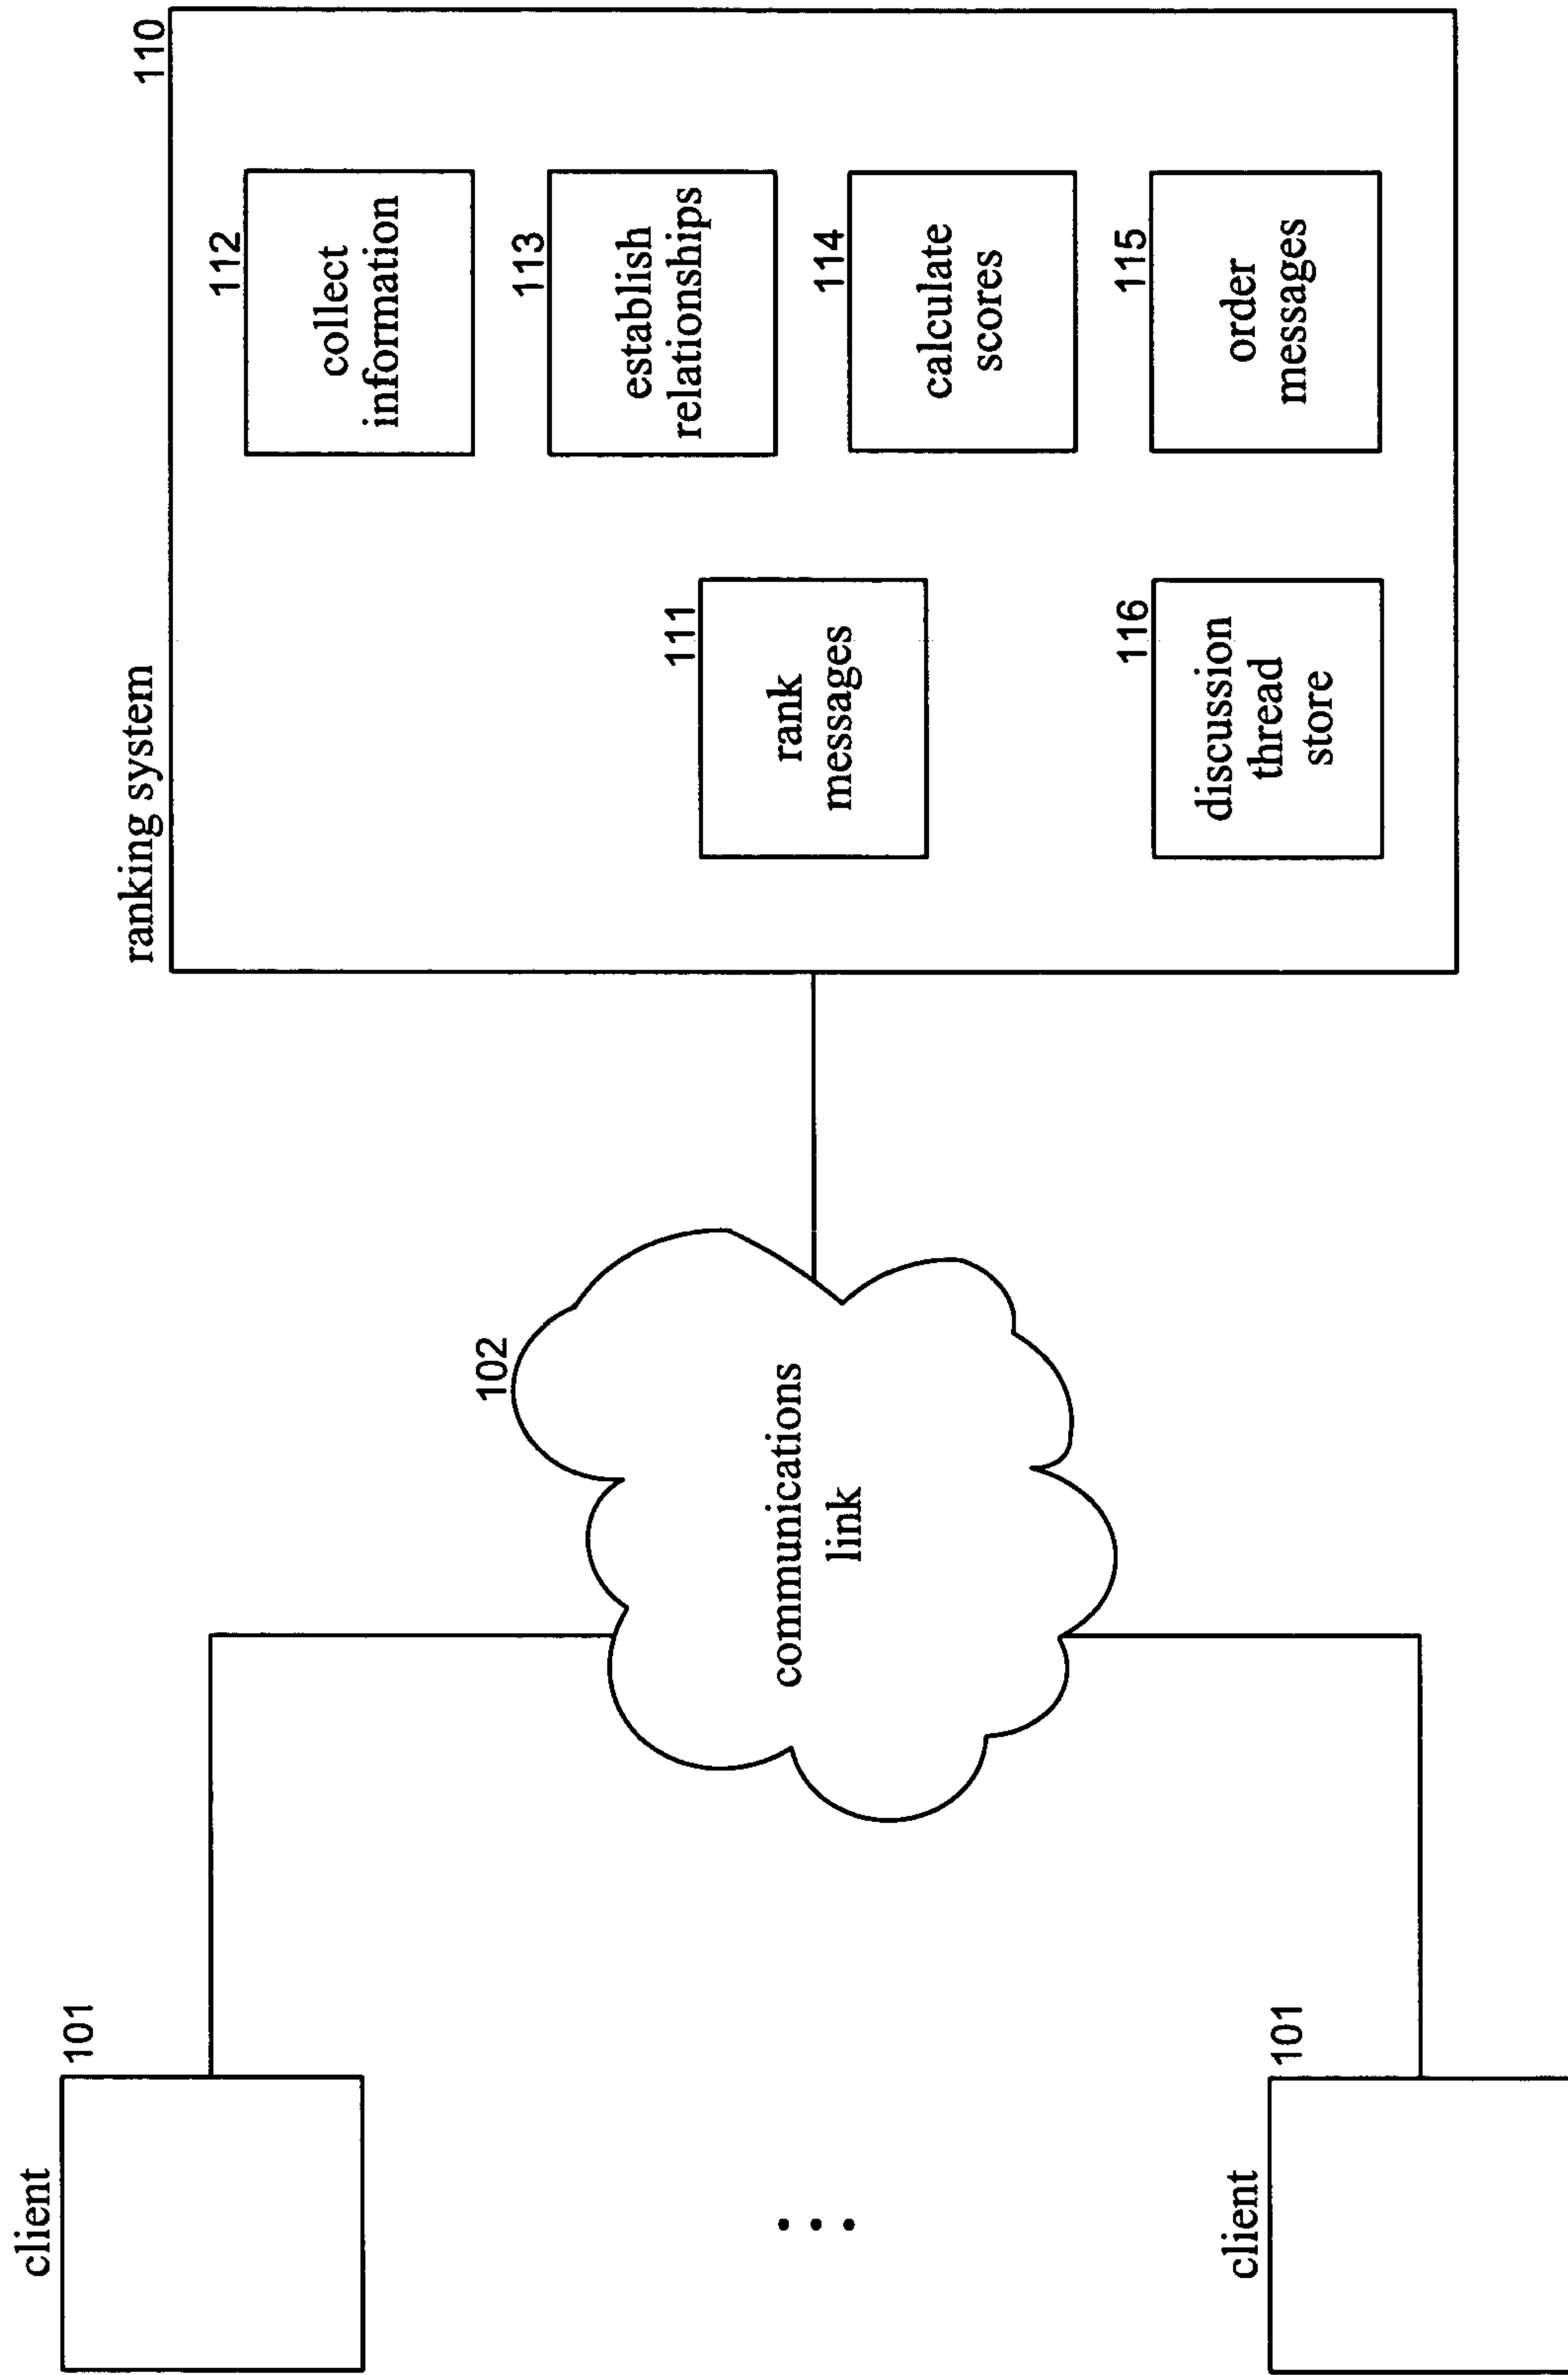 ranking system
110
112
collect
information
113
establish
relationships
111
rank
messages
114
calculate
scores
116
discussion
thread
store
115
order
messages
102
communications
link
client
101
client
101